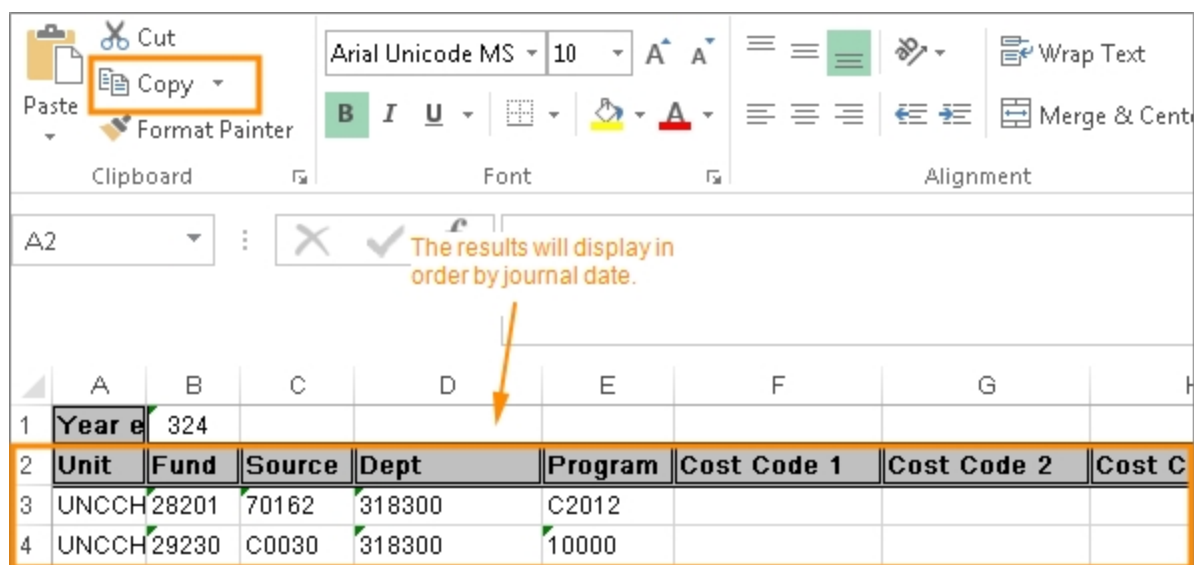 Cut
Arial Unicode MS 10 A A Wrap Text
Copy
Paste
B I U A Merge & Cent
Format Painter
Clipboard Font Alignment
A2
The results will display in
order by journal date.
A B C D E F G
1 Year e 324
2 Unit Fund Source Dept Program Cost Code 1 Cost Code 2 Cost C
3 UNCCH 28201 70162 318300 C2012
4 UNCCH 29230 C0030 318300 10000